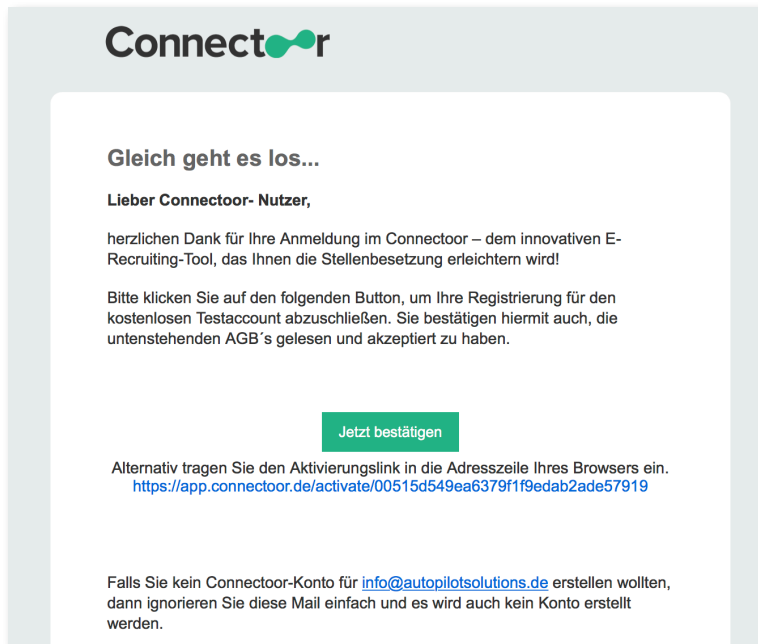 Connectoor
Gleich geht es los...
Lieber Connectoor- Nutzer,
herzlichen Dank für Ihre Anmeldung im Connectoor – dem innovativen E-
Recruiting-Tool, das Ihnen die Stellenbesetzung erleichtern wird!
Bitte klicken Sie auf den folgenden Button, um Ihre Registrierung für den
kostenlosen Testaccount abzuschließen. Sie bestätigen hiermit auch, die
untenstehenden AGB´s gelesen und akzeptiert zu haben.
Jetzt bestätigen
Alternativ tragen Sie den Aktivierungslink in die Adresszeile Ihres Browsers ein.
https://app.connectoor.de/activate/00515d549ea6379f1f9edab2ade57919
Falls Sie kein Connectoor-Konto für info@autopilotsolutions.de erstellen wollten,
dann ignorieren Sie diese Mail einfach und es wird auch kein Konto erstellt
werden.